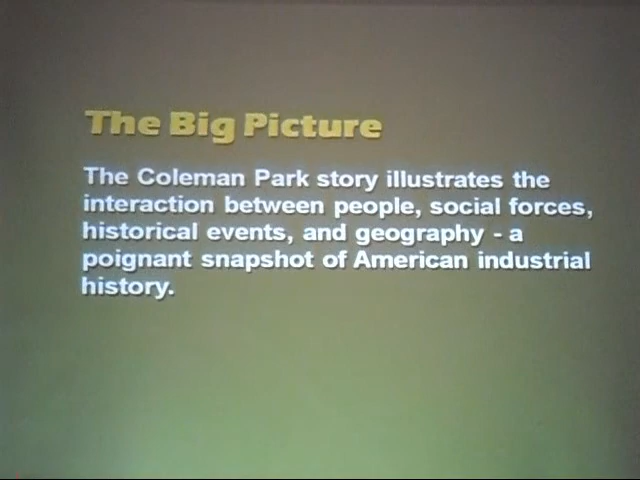 The Big Picture
The Coleman Park story illustrates the
interaction between people, social forces,
historical events, and geography - a
poignant snapshot of American industrial
history.